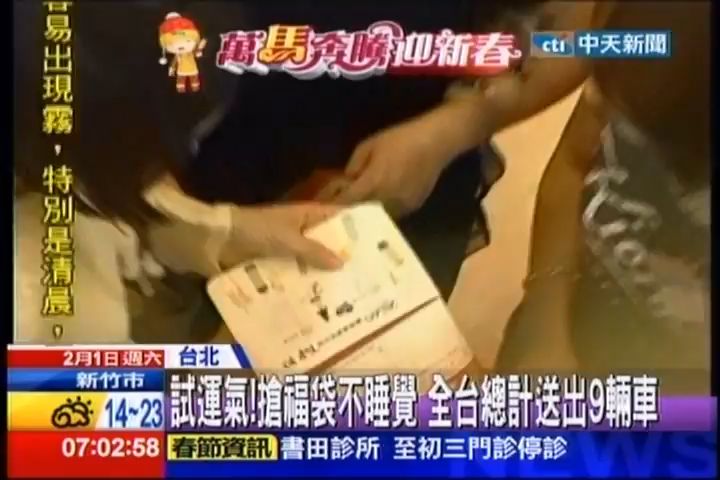 萬馬奔騰迎新春
cti 中天新聞
易出現霧，特別是清晨，
2月1日週六
台北
新竹市
14~23
試運氣!搶福袋不睡覺 全台總計送出9輛車
07:02:58
春節資訊
書田診所 至初三門診停診
NEWS